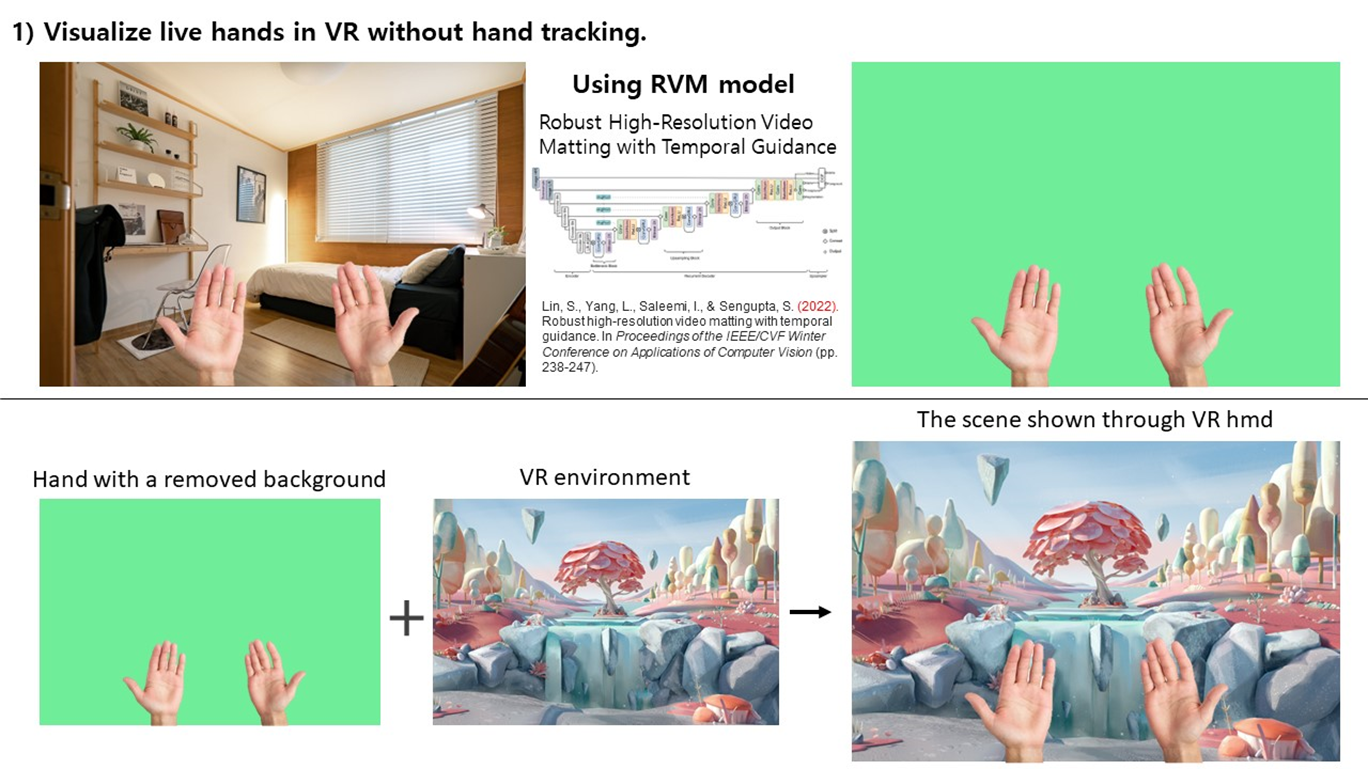 1) Visualize live hands in VR without hand tracking.
Using RVM model
Robust High-Resolution Video
Matting with Temporal Guidance
Lin, S., Yang, L., Saleemi, I., & Sengupta, S. (2022).
Robust high-resolution video matting with temporal
guidance. In Proceedings of the IEEE/CVF Winter
Conference on Applications of Computer Vision (pp.
238-247).
The scene shown through VR hmd
Hand with a removed background
VR environment